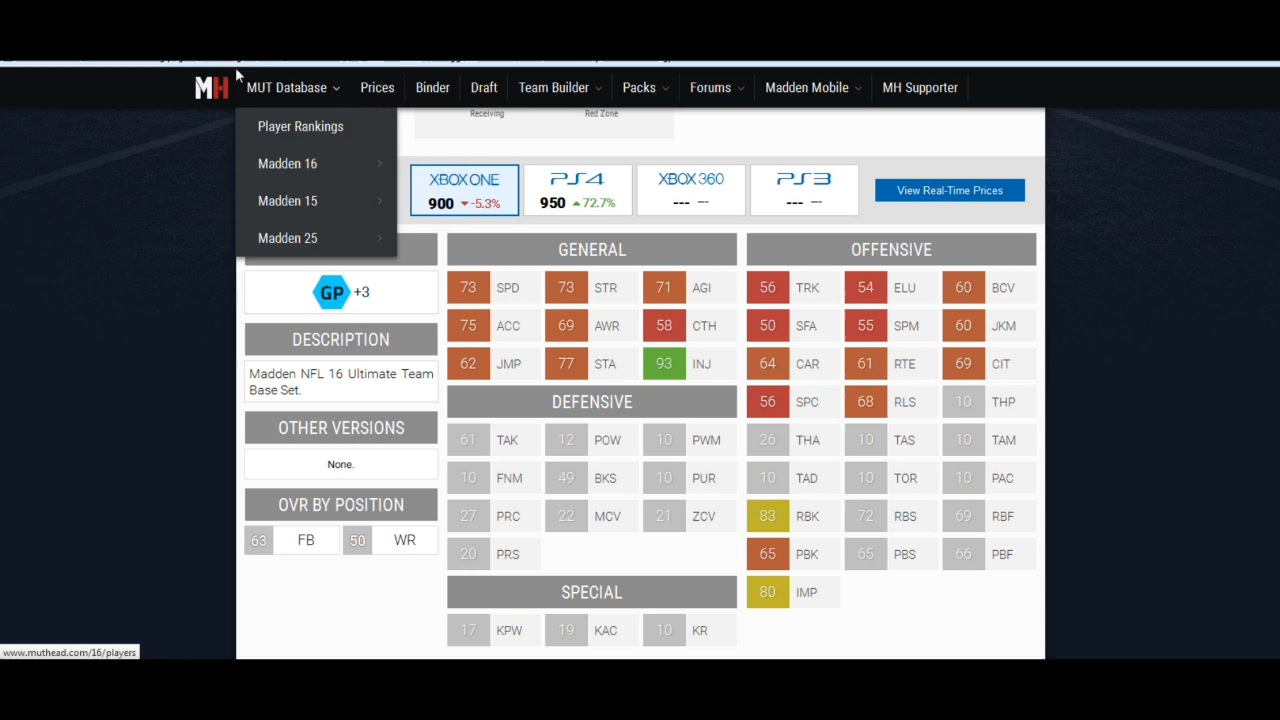 MH MUT Database Prices Binder Draft Team Builder Packs Forums Madden Mobile MH Supporter
Player Rankings
Madden 16
Madden 15
Madden 25
Receiving Red Zone
XBOX ONE
900 -5.3%
PS4
950 72.7%
XBOX 360
--- --
PS3
--- --
View Real-Time Prices
GP +3
DESCRIPTION
Madden NFL 16 Ultimate Team
Base Set.
OTHER VERSIONS
None.
OVR BY POSITION
63 FB 50 WR
GENERAL
73 SPD 73 STR 71 AGI
75 ACC 69 AWR 58 CTH
62 JMP 77 STA 93 INJ
DEFENSIVE
61 TAK 12 POW 10 PWM
10 FNM 49 BKS 10 PUR
27 PRC 22 MCV 21 ZCV
20 PRS
SPECIAL
17 KPW 19 KAC 10 KR
OFFENSIVE
56 TRK 54 ELU 60 BCV
50 SFA 55 SPM 60 JKM
64 CAR 61 RTE 69 CIT
56 SPC 68 RLS 10 THP
26 THA 10 TAS 10 TAM
10 TAD 10 TOR 10 PAC
83 RBK 72 RBS 69 RBF
65 PBK 65 PBS 66 PBF
80 IMP
www.muthead.com/16/players